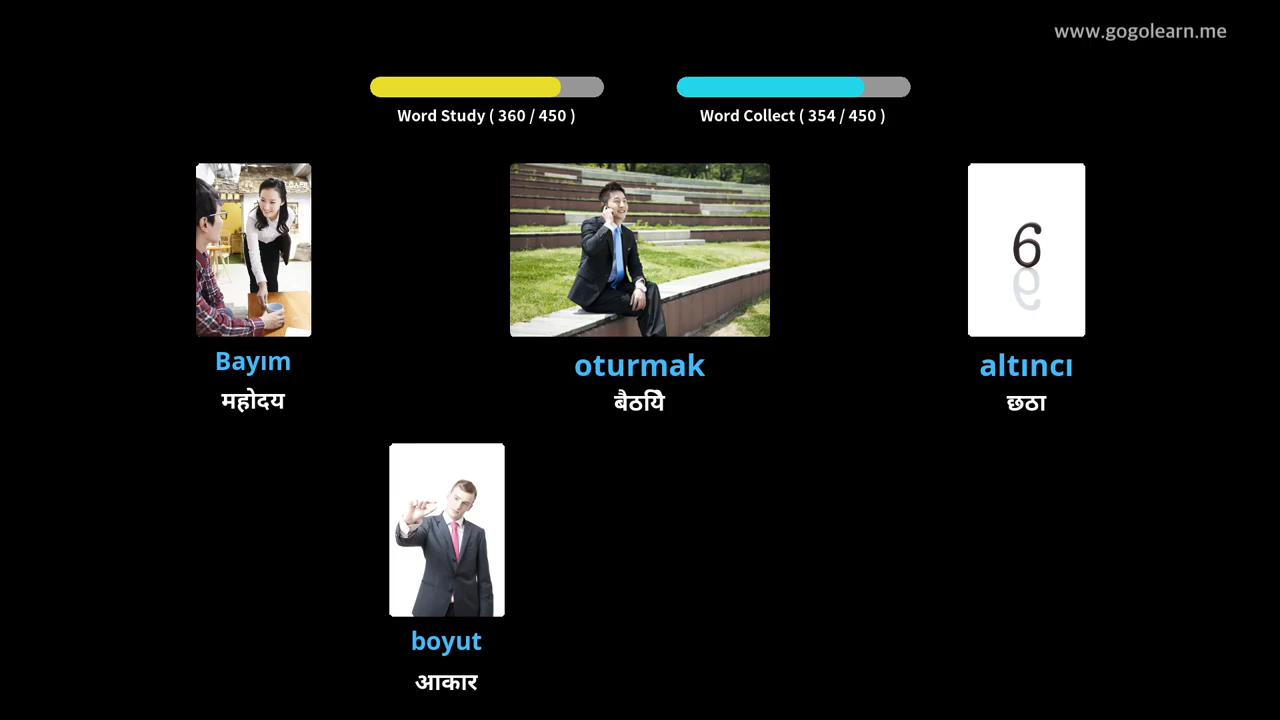 www.gogolearn.me
Word Study ( 360 / 450 )
Word Collect ( 354 / 450 )
6
Bayım
oturmak
altıncı
महोदय
बैठयिे
छठा
boyut
आकार